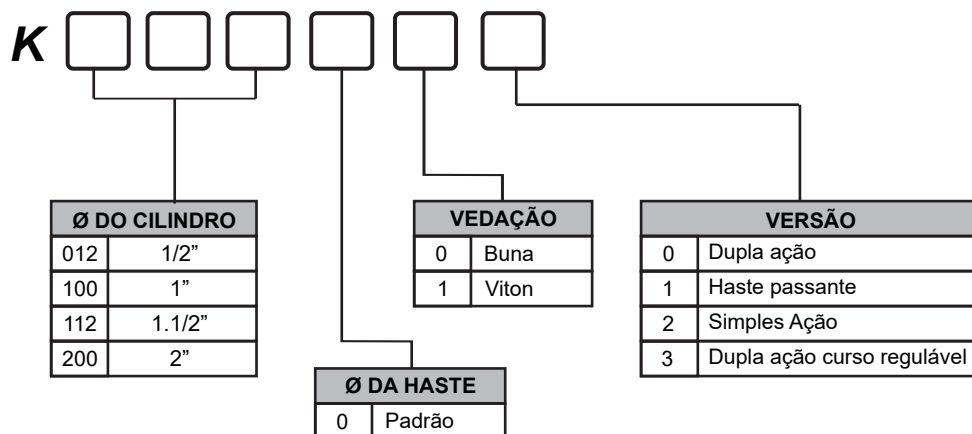 K
Ø DO CILINDRO
012 1/2”
100 1”
112 1.1/2”
200 2”
VEDAÇÃO
0 Buna
1 Viton
VERSÃO
0 Dupla ação
1 Haste passante
2 Simples Ação
3 Dupla ação curso regulável
Ø DA HASTE
0 Padrão